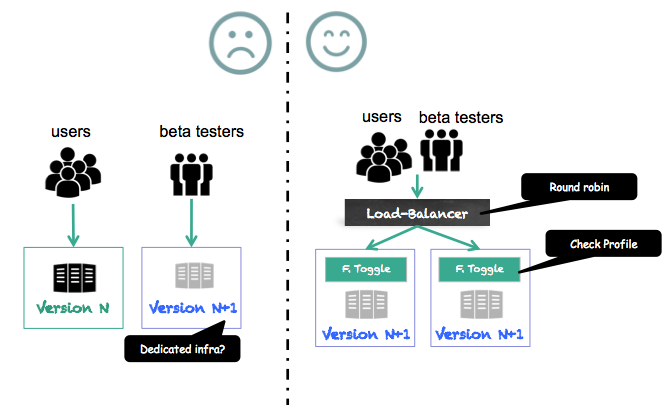 users
beta testers
Version N
Version N+1
Dedicated infra?
users
beta testers
Load-Balancer
Round robin
F. Toggle
F. Toggle
Check Profile
Version N+1
Version N+1